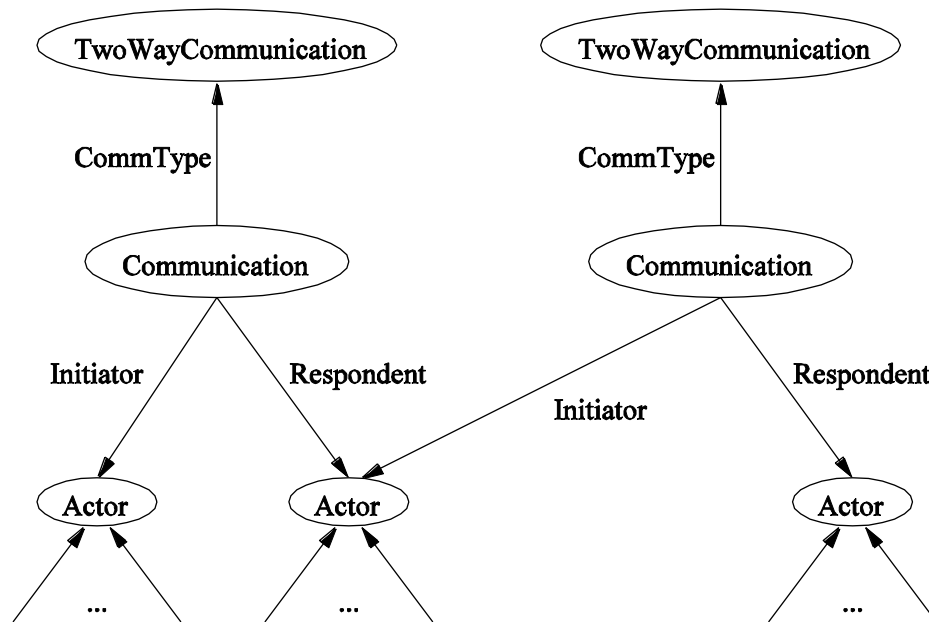 TwoWayCommunication
TwoWayCommunication
CommType
CommType
Communication
Communication
Initiator
Respondent
Initiator
Respondent
Actor
Actor
Actor
...
...
...